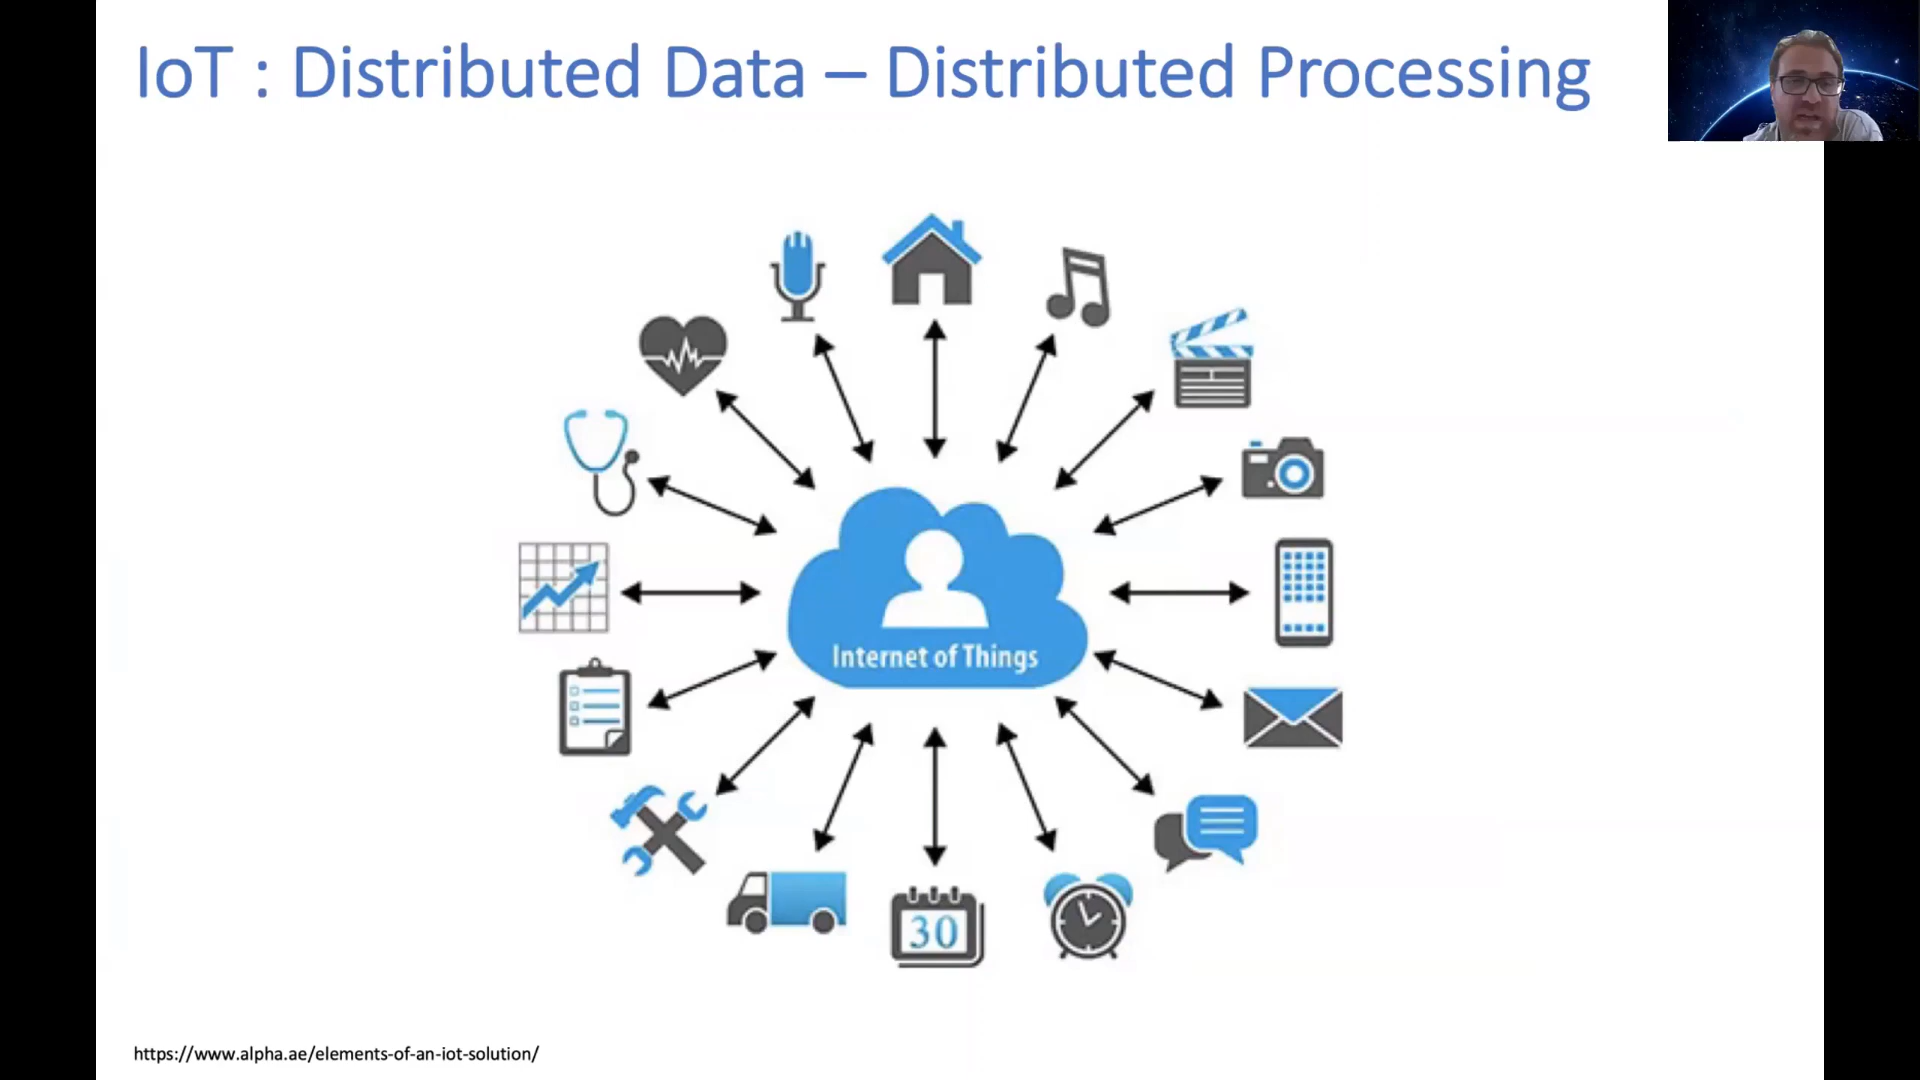 IoT : Distributed Data – Distributed Processing
Internet of Things
30
https://www.alpha.ae/elements-of-an-iot-solution/